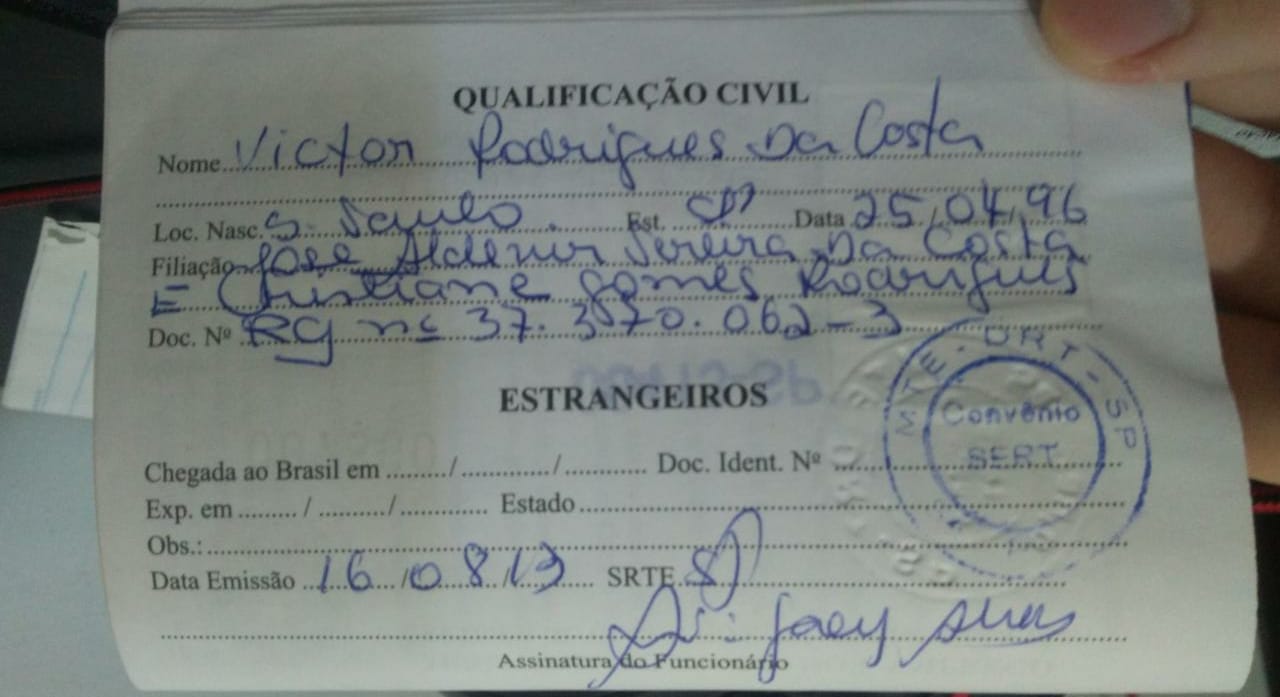 QUALIFICAÇÃO CIVIL
Nome Victor Rodrigues Da Costa
Loc. Nasc. S. Paulo. Est. SP Data 25/04/96
Filiação Jose Aldenir Pereira Da Costa
E Cristiane Gomes Rodrigues
Doc. Nº RG nº 37.3970.062-3
ESTRANGEIROS
Chegada ao Brasil em ......../............/............ Doc. Ident. Nº
Exp. em ........./........../............ Estado
Obs.:
Data Emissão 16/08/13 SRTE SP
Assinatura do Funcionário
MTE - DRT - SP
Convênio
SERT